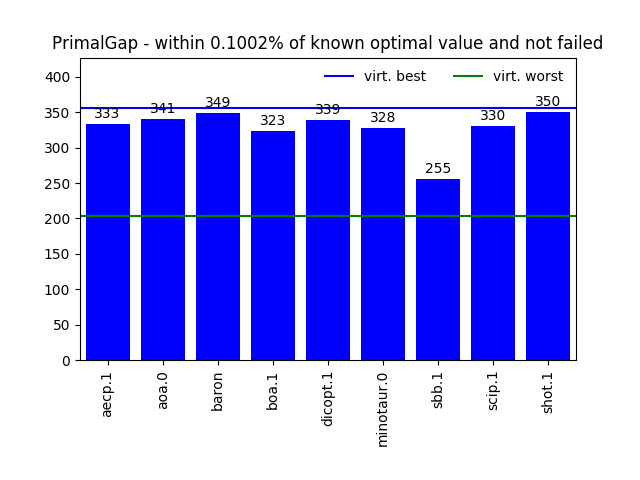 PrimalGap - within 0.1002% of known optimal value and not failed
virt. best virt. worst
400
350
300
250
200
150
100
50
0
333
341
349
323
339
328
255
330
350
aecp.1
aoa.0
baron
boa.1
dicopt.1
minotaur.0
sbb.1
scip.1
shot.1